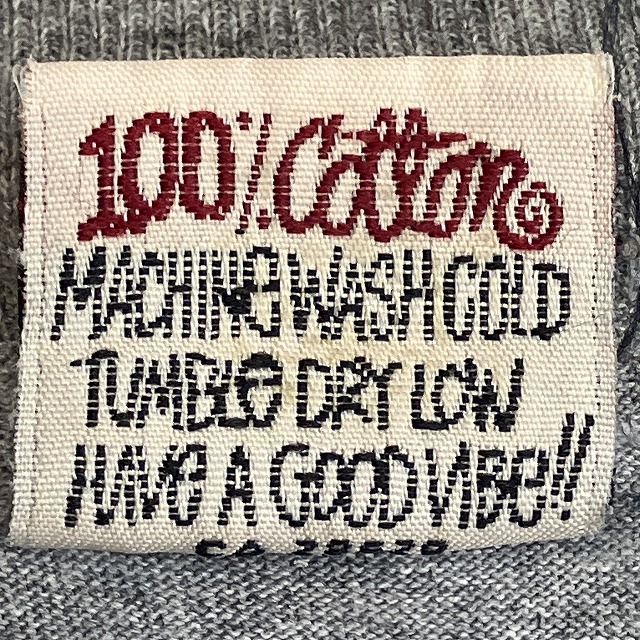 100% Cotton
MACHINE WASH COLD
TUMBLE DRY LOW
HAVE A GOOD VIBE!!